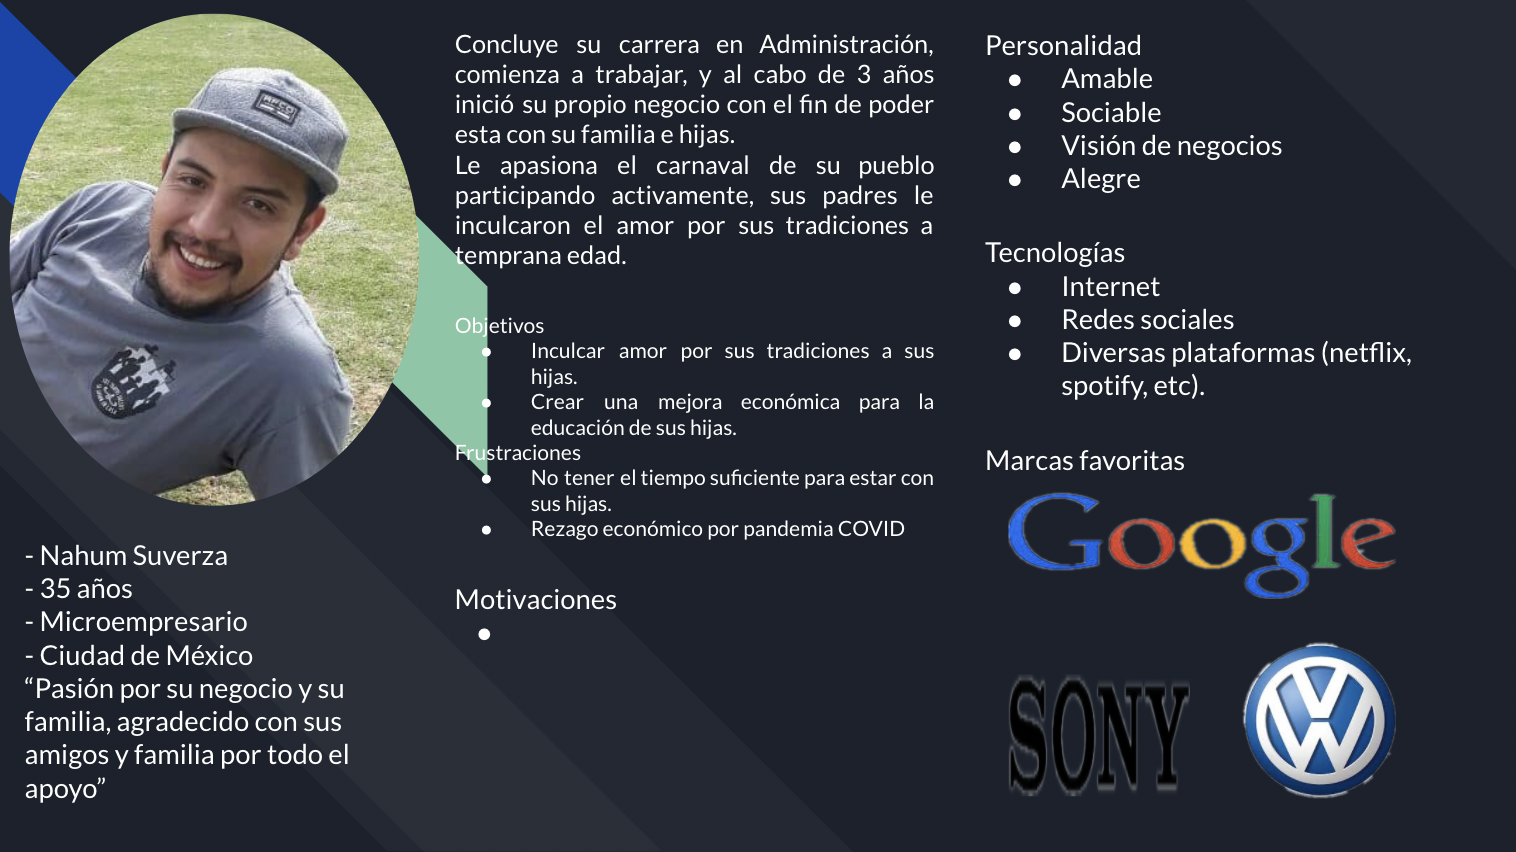 Concluye su carrera en Administración,
comienza a trabajar, y al cabo de 3 años
inició su propio negocio con el fin de poder
esta con su familia e hijas.
Le apasiona el carnaval de su pueblo
participando activamente, sus padres le
inculcaron el amor por sus tradiciones a
temprana edad.
Objetivos
● Inculcar amor por sus tradiciones a sus
hijas.
● Crear una mejora económica para la
educación de sus hijas.
Frustraciones
● No tener el tiempo suficiente para estar con
sus hijas.
● Rezago económico por pandemia COVID
Motivaciones
●
- Nahum Suverza
- 35 años
- Microempresario
- Ciudad de México
“Pasión por su negocio y su
familia, agradecido con sus
amigos y familia por todo el
apoyo”
Personalidad
● Amable
● Sociable
● Visión de negocios
● Alegre
Tecnologías
● Internet
● Redes sociales
● Diversas plataformas (netflix,
spotify, etc).
Marcas favoritas
Google
SONY
VW